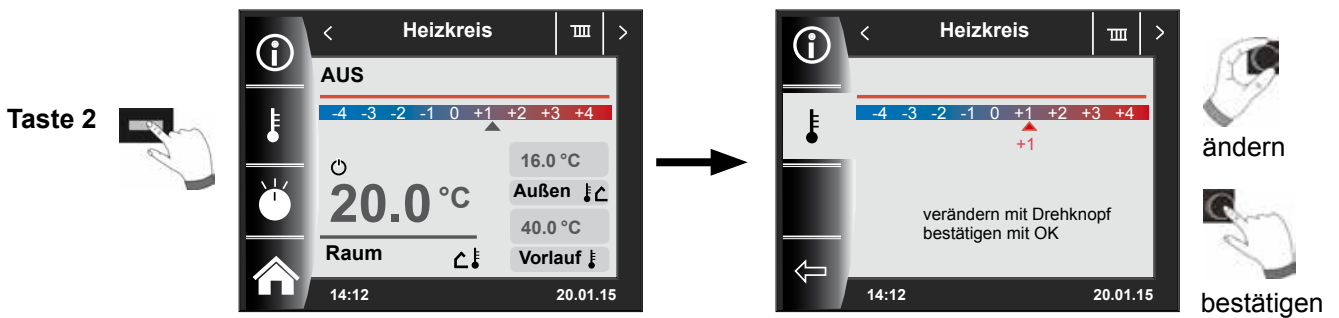 Taste 2
< Heizkreis >
AUS
-4 -3 -2 -1 0 +1 +2 +3 +4
20.0 °C
16.0 °C
Außen
40.0 °C
Raum
Vorlauf
14:12 20.01.15
< Heizkreis >
-4 -3 -2 -1 0 +1 +2 +3 +4
+1
verändern mit Drehknopf
bestätigen mit OK
14:12 20.01.15
ändern
bestätigen